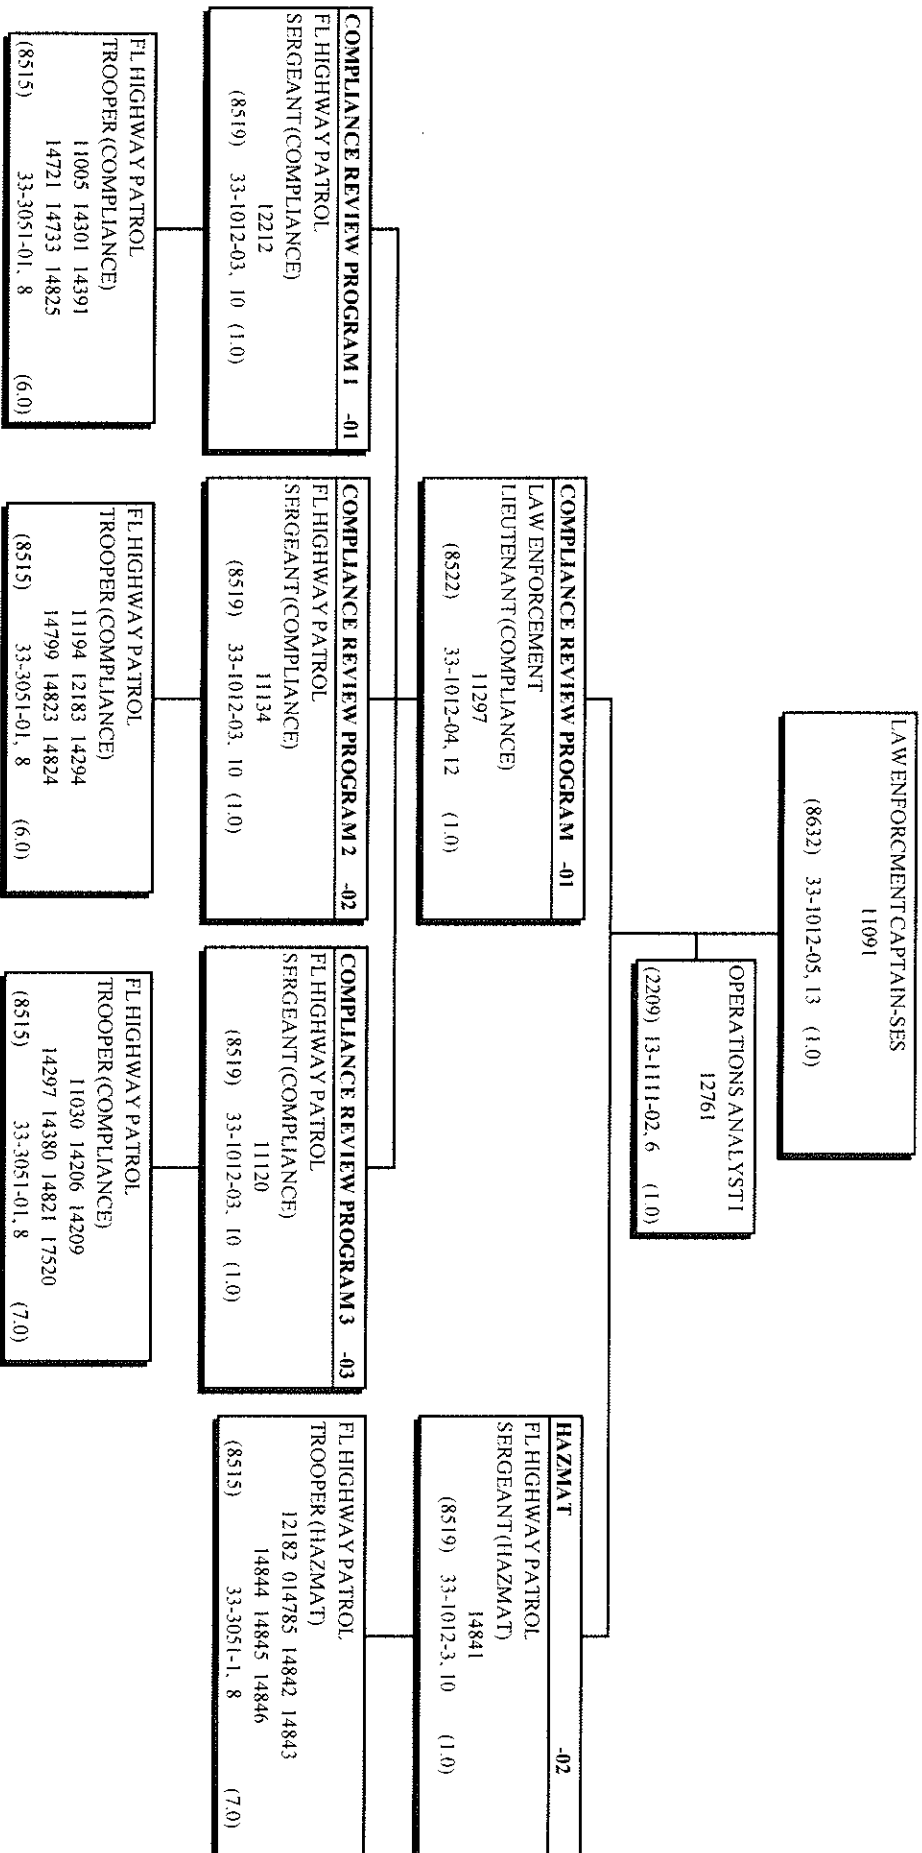 LAW ENFORCMENT CAPTAIN-SES
11091
(8632) 33-1012-05, 13 (1.0)
OPERATIONS ANALYST I
12761
(2209) 13-1111-02, 6 (1.0)
COMPLIANCE REVIEW PROGRAM -01
LAW ENFORCEMENT
LIEUTENANT (COMPLIANCE)
11297
(8522) 33-1012-04, 12 (1.0)
HAZMAT -02
FL HIGHWAY PATROL
SERGEANT (HAZMAT)
14841
(8519) 33-1012-3, 10 (1.0)
COMPLIANCE REVIEW PROGRAM 1 -01
FL HIGHWAY PATROL
SERGEANT (COMPLIANCE)
12212
(8519) 33-1012-03, 10 (1.0)
COMPLIANCE REVIEW PROGRAM 2 -02
FL HIGHWAY PATROL
SERGEANT (COMPLIANCE)
11134
(8519) 33-1012-03, 10 (1.0)
COMPLIANCE REVIEW PROGRAM 3 -03
FL HIGHWAY PATROL
SERGEANT (COMPLIANCE)
11120
(8519) 33-1012-03, 10 (1.0)
FL HIGHWAY PATROL
TROOPER (HAZMAT)
12182 014785 14842 14843
14844 14845 14846
(8515) 33-3051-1, 8 (7.0)
FL HIGHWAY PATROL
TROOPER (COMPLIANCE)
11005 14301 14391
14721 14733 14825
(8515) 33-3051-01, 8 (6.0)
FL HIGHWAY PATROL
TROOPER (COMPLIANCE)
11194 12183 14294
14799 14823 14824
(8515) 33-3051-01, 8 (6.0)
FL HIGHWAY PATROL
TROOPER (COMPLIANCE)
11030 14206 14209
14297 14380 14821 17520
(8515) 33-3051-01, 8 (7.0)